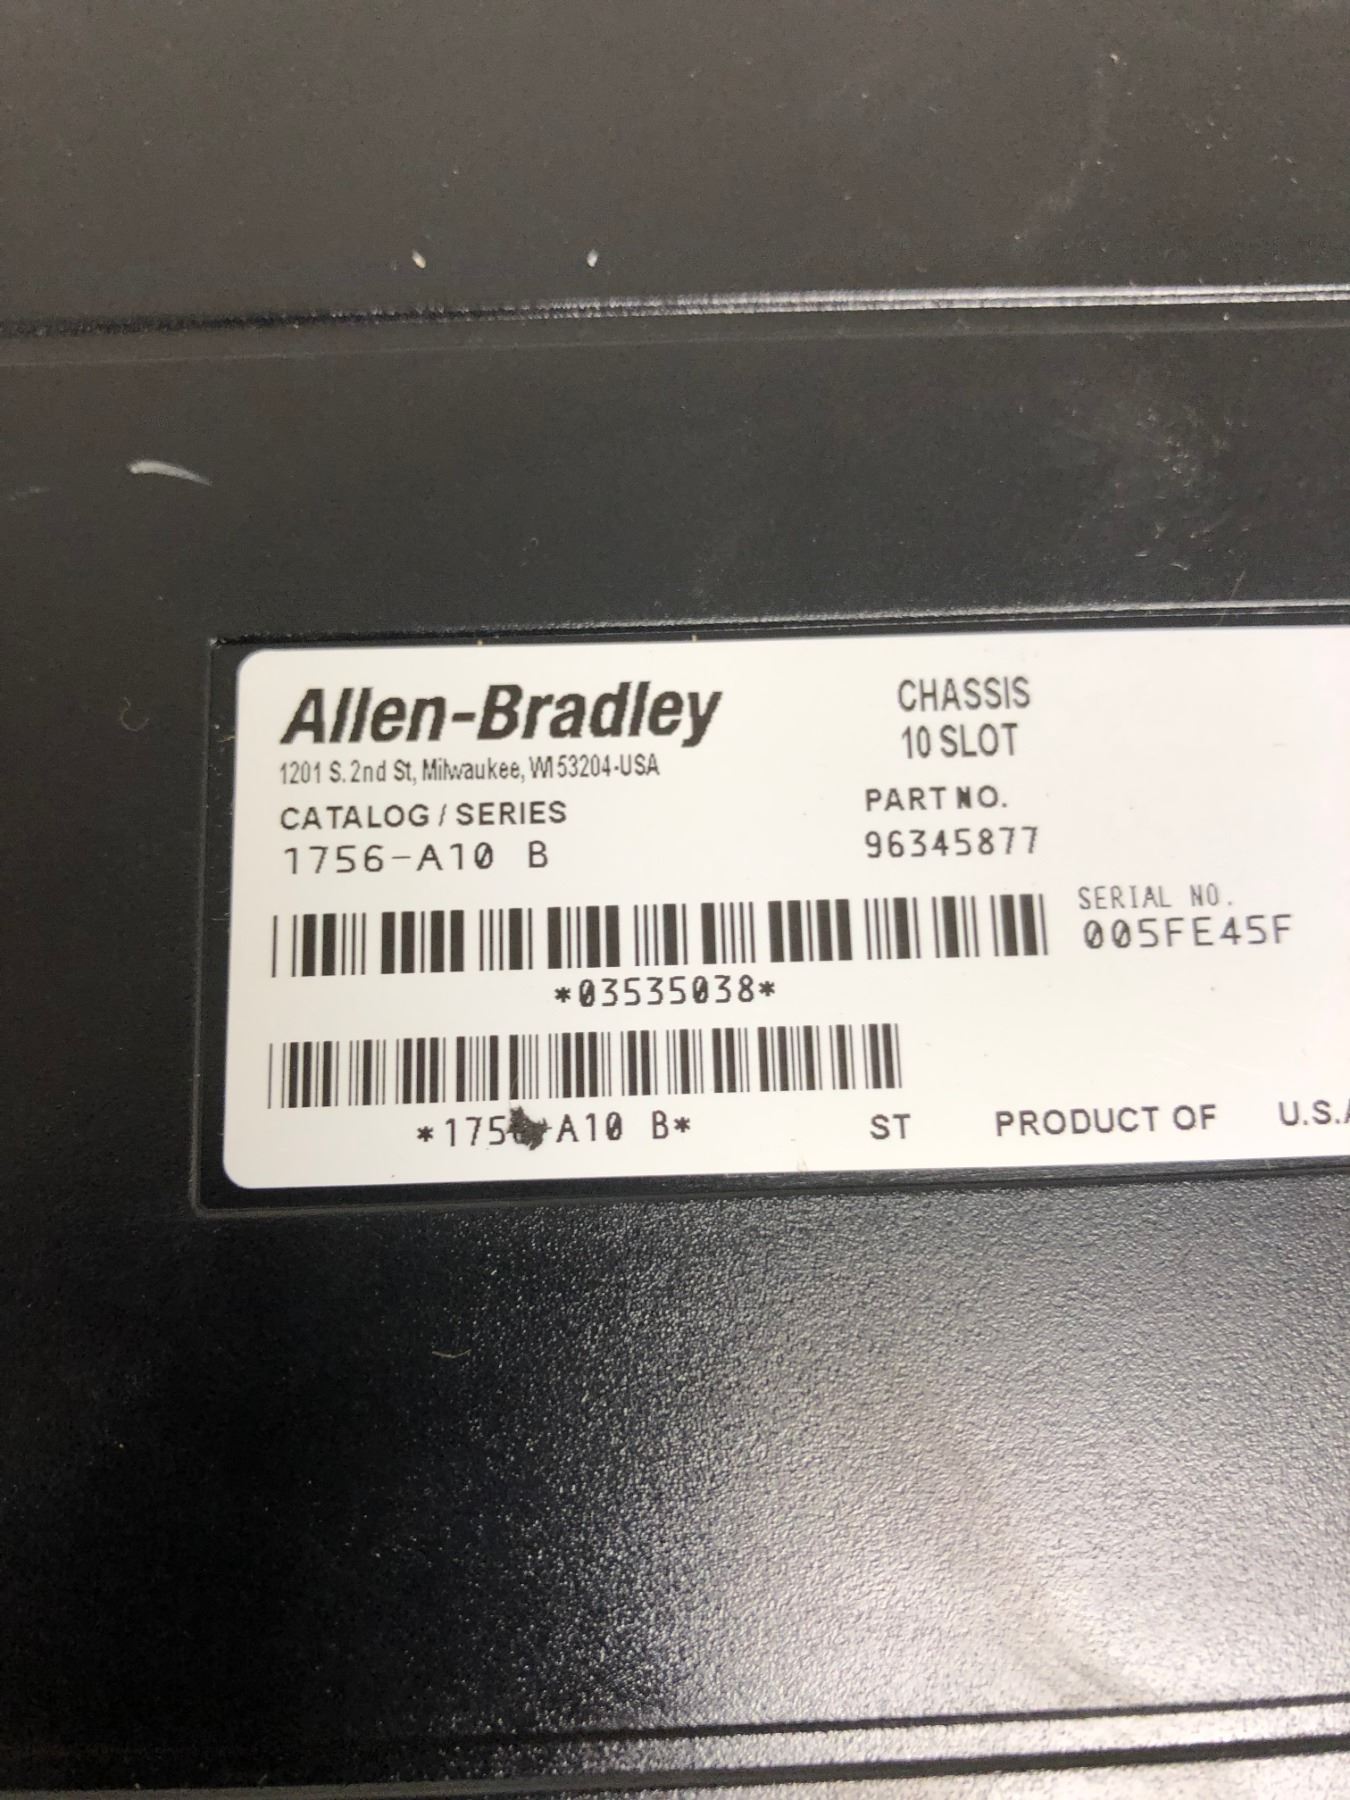 Allen-Bradley
1201 S. 2nd St, Milwaukee, WI 53204-USA
CHASSIS
10 SLOT
CATALOG / SERIES
1756-A10 B
PART NO.
96345877
SERIAL NO.
005FE45F
*03535038*
A10 B*
ST PRODUCT OF U.S.A